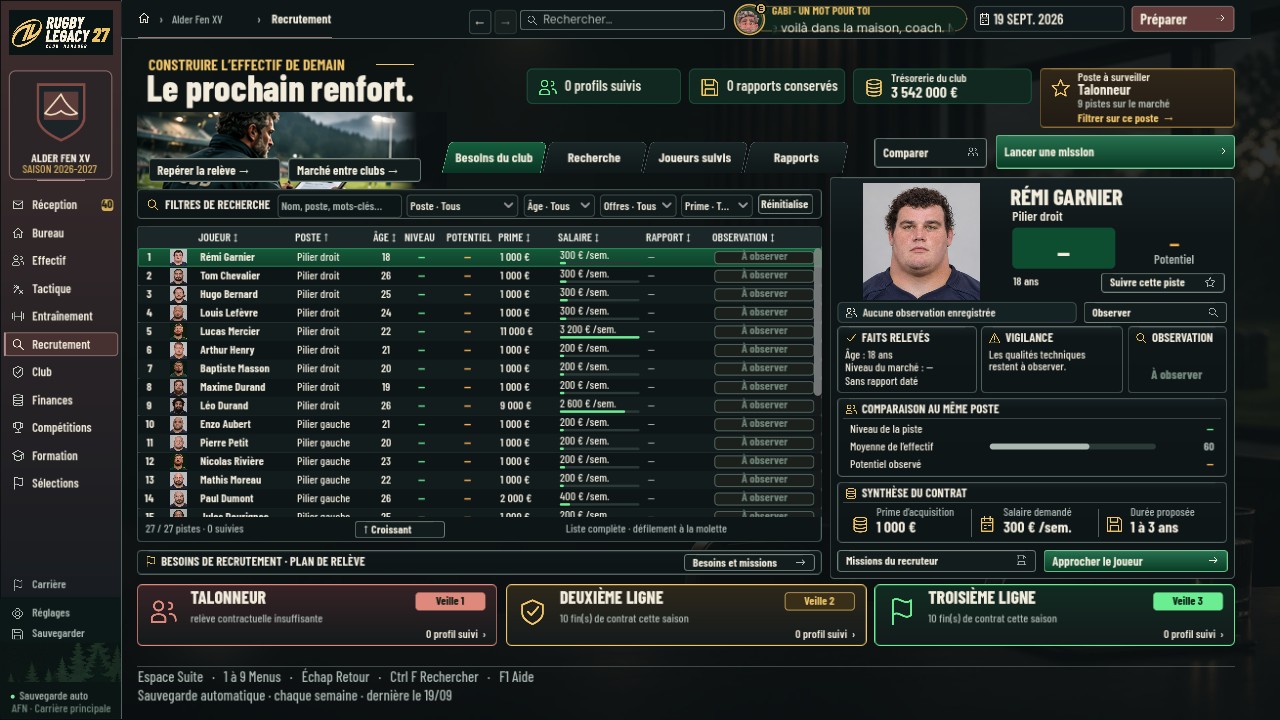 RUGBY
LEGACY 27
CLUB MANAGER
Alder Fen XV
Recrutement
Rechercher...
GABI · UN MOT POUR TOI
voilà dans la maison, coach.
19 SEPT. 2026
Préparer
CONSTRUIRE L'EFFECTIF DE DEMAIN
Le prochain renfort.
0 profils suivis
0 rapports conservés
Trésorerie du club
3 542 000 €
Poste à surveiller
Talonneur
9 pistes sur le marché
Filtrer sur ce poste →
ALDER FEN XV
SAISON 2026-2027
Repérer la relève →
Marché entre clubs →
Besoins du club
Recherche
Joueurs suivis
Rapports
Comparer
Lancer une mission
Réception
40
Bureau
Effectif
Tactique
Entraînement
Recrutement
Club
Finances
Compétitions
Formation
Sélections
Carrière
Réglages
Sauvegarder
Sauvegarde auto
AFN · Carrière principale
FILTRES DE RECHERCHE
Nom, poste, mots-clés...
Poste · Tous
Âge · Tous
Offres · Tous
Prime · T...
Réinitialise
JOUEUR ↕ POSTE ↑ ÂGE ↕ NIVEAU POTENTIEL PRIME ↕ SALAIRE ↕ RAPPORT ↕ OBSERVATION ↕
1 Rémi Garnier Pilier droit 18 – – 1 000 € 300 € /sem. – À observer
2 Tom Chevalier Pilier droit 26 – – 1 000 € 300 € /sem. – À observer
3 Hugo Bernard Pilier droit 25 – – 1 000 € 300 € /sem. – À observer
4 Louis Lefèvre Pilier droit 24 – – 1 000 € 300 € /sem. – À observer
5 Lucas Mercier Pilier droit 22 – – 11 000 € 3 200 € /sem. – À observer
6 Arthur Henry Pilier droit 21 – – 1 000 € 200 € /sem. – À observer
7 Baptiste Masson Pilier droit 20 – – 1 000 € 200 € /sem. – À observer
8 Maxime Durand Pilier droit 19 – – 1 000 € 200 € /sem. – À observer
9 Léo Durand Pilier droit 26 – – 9 000 € 2 600 € /sem. – À observer
10 Enzo Aubert Pilier gauche 21 – – 1 000 € 200 € /sem. – À observer
11 Pierre Petit Pilier gauche 20 – – 1 000 € 200 € /sem. – À observer
12 Nicolas Rivière Pilier gauche 23 – – 1 000 € 200 € /sem. – À observer
13 Mathis Moreau Pilier gauche 22 – – 1 000 € 200 € /sem. – À observer
14 Paul Dumont Pilier gauche 26 – – 2 000 € 400 € /sem. – À observer
27 / 27 pistes · 0 suivies
↑ Croissant
Liste complète · défilement à la molette
RÉMI GARNIER
Pilier droit
–
–
Potentiel
18 ans
Suivre cette piste
Aucune observation enregistrée
Observer
FAITS RELEVÉS
Âge : 18 ans
Niveau du marché : –
Sans rapport daté
VIGILANCE
Les qualités techniques
restent à observer.
OBSERVATION
À observer
COMPARAISON AU MÊME POSTE
Niveau de la piste –
Moyenne de l'effectif 60
Potentiel observé –
SYNTHÈSE DU CONTRAT
Prime d'acquisition
1 000 €
Salaire demandé
300 € /sem.
Durée proposée
1 à 3 ans
Missions du recruteur
Approcher le joueur
BESOINS DE RECRUTEMENT · PLAN DE RELÈVE
Besoins et missions →
TALONNEUR
Veille 1
relève contractuelle insuffisante
0 profil suivi ›
DEUXIÈME LIGNE
Veille 2
10 fin(s) de contrat cette saison
0 profil suivi ›
TROISIÈME LIGNE
Veille 3
10 fin(s) de contrat cette saison
0 profil suivi ›
Espace Suite · 1 à 9 Menus · Échap Retour · Ctrl F Rechercher · F1 Aide
Sauvegarde automatique · chaque semaine · dernière le 19/09